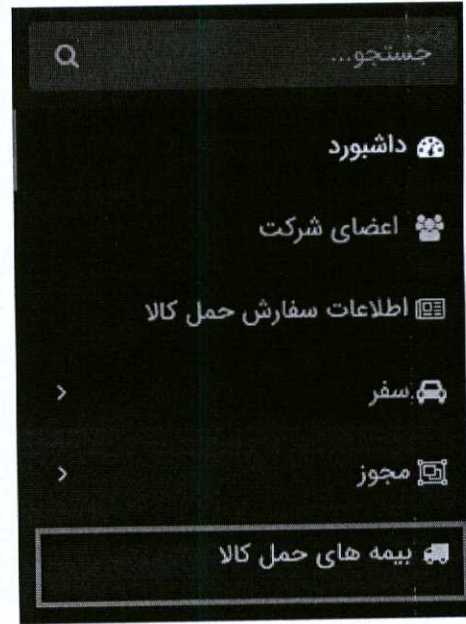 جستجو...
داشبورد
اعضای شرکت
اطلاعات سفارش حمل کالا
سفر
مجوز
بیمه های حمل کالا